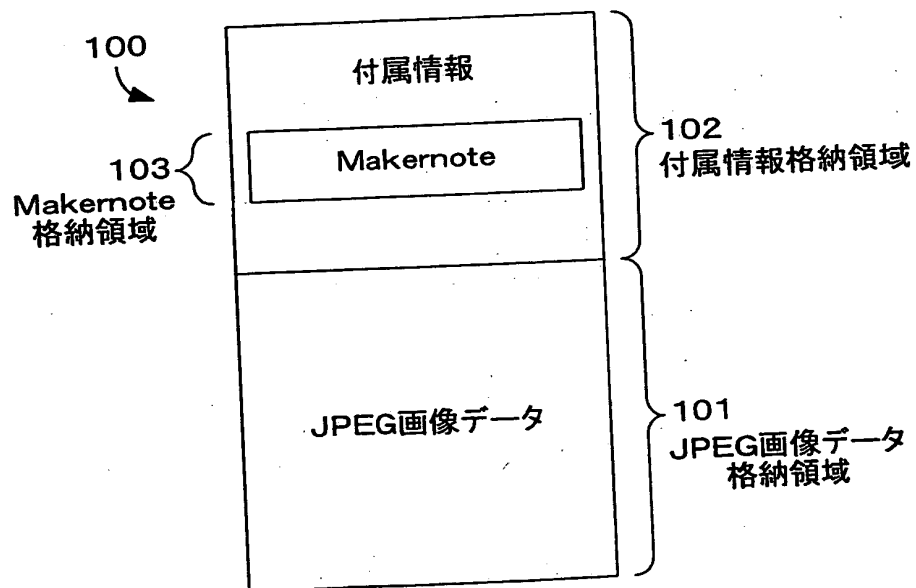 100
付属情報
102
付属情報格納領域
Makernote
103
Makernote
格納領域
JPEG画像データ
101
JPEG画像データ
格納領域